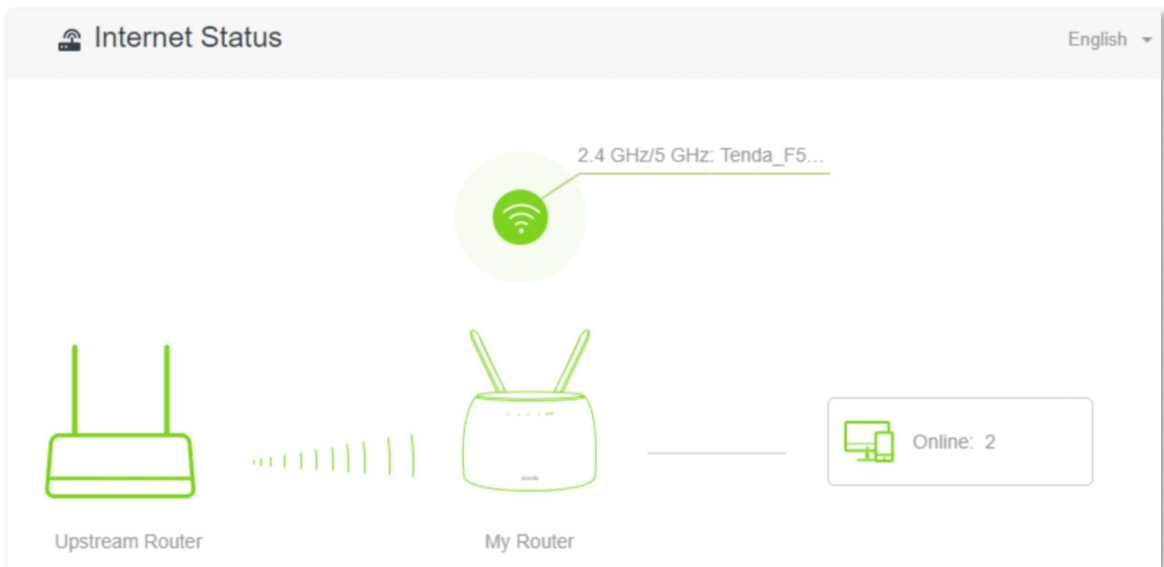 Internet Status
English
2.4 GHz/5 GHz: Tenda_F5...
Online: 2
Upstream Router
My Router